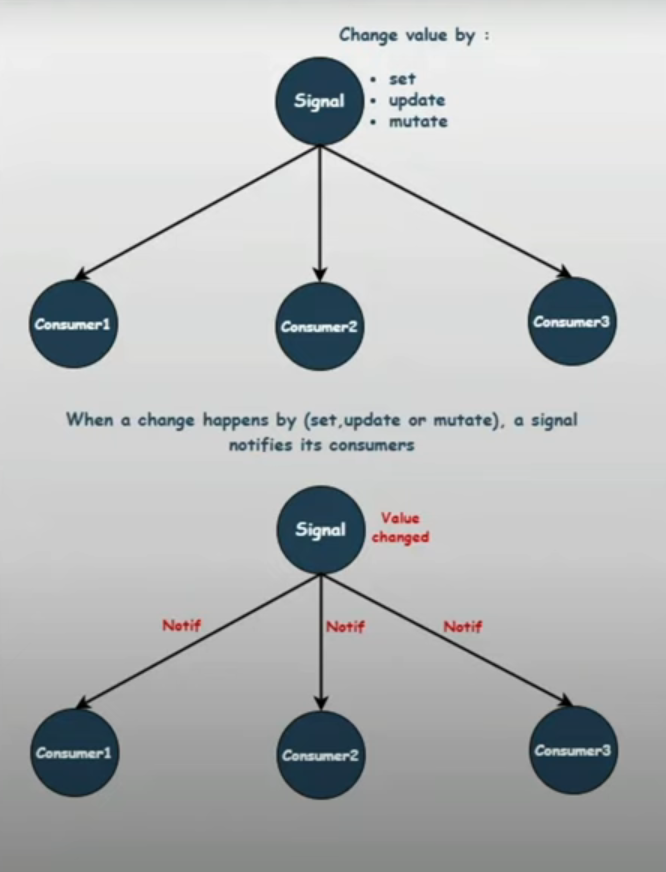 Change value by :
Signal
• set
• update
• mutate
Consumer1
Consumer2
Consumer3
When a change happens by (set,update or mutate), a signal
notifies its consumers
Signal
Value
changed
Notif
Notif
Notif
Consumer1
Consumer2
Consumer3